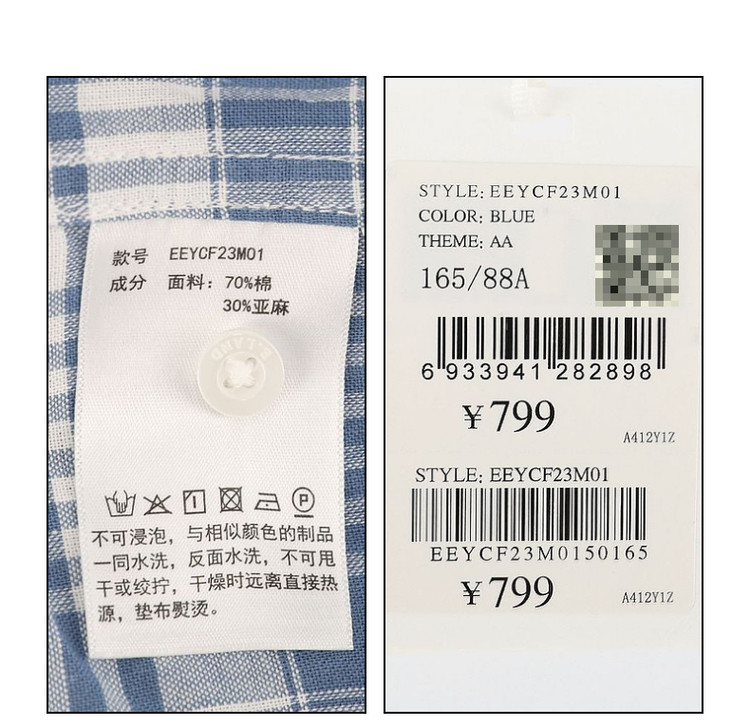 款号 EEYCF23M01
成分 面料：70%棉
30%亚麻
P
不可浸泡，与相似颜色的制品
一同水洗，反面水洗，不可甩
干或绞拧，干燥时远离直接热
源，垫布熨烫。
STYLE: EEYCF23M01
COLOR: BLUE
THEME: AA
165/88A
6 933941 282898
¥799
A412Y1Z
STYLE: EEYCF23M01
EEYCF23M0150165
¥799
A412Y1Z